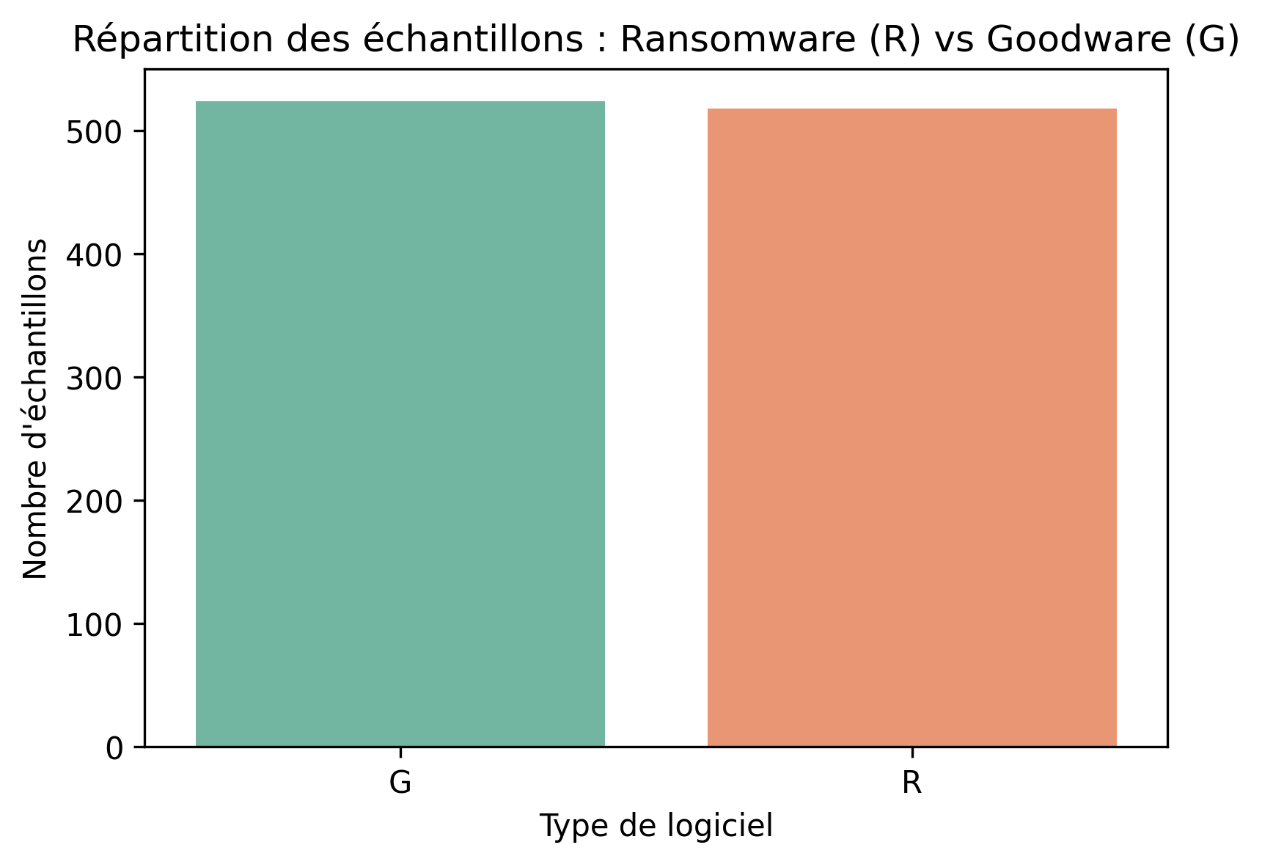 Répartition des échantillons : Ransomware (R) vs Goodware (G)
Nombre d'échantillons
500
400
300
200
100
0
G
R
Type de logiciel